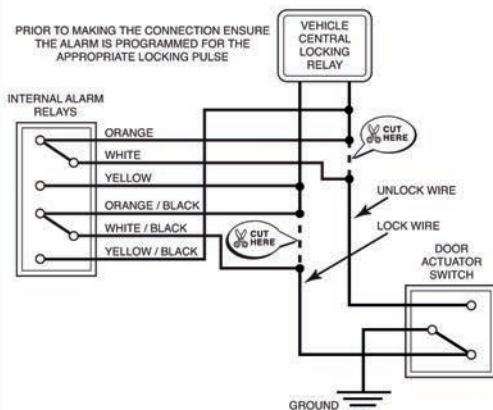 PRIOR TO MAKING THE CONNECTION ENSURE
THE ALARM IS PROGRAMMED FOR THE
APPROPRIATE LOCKING PULSE
VEHICLE
CENTRAL
LOCKING
RELAY
INTERNAL ALARM
RELAYS
ORANGE
WHITE
YELLOW
ORANGE / BLACK
WHITE / BLACK
YELLOW / BLACK
CUT
HERE
CUT
HERE
UNLOCK WIRE
LOCK WIRE
DOOR
ACTUATOR
SWITCH
GROUND